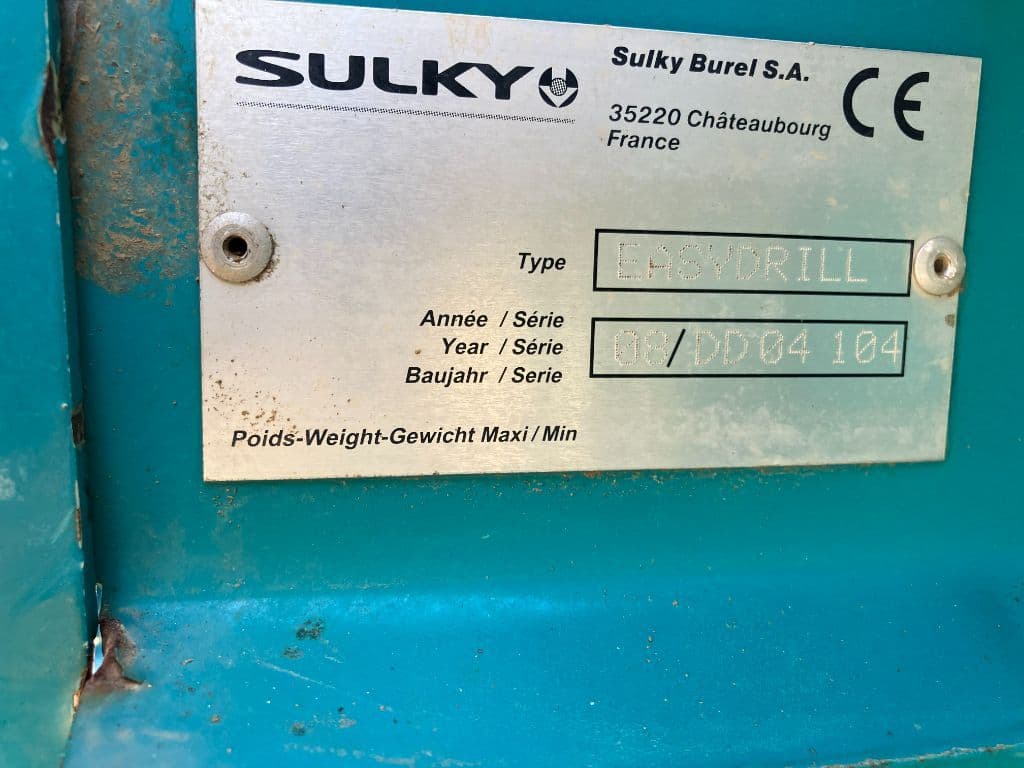 SULKY
Sulky Burel S.A.
35220 Châteaubourg
France
CE
Type EASYDRILL
Année / Série
Year / Série
Baujahr / Serie
08/DD04 104
Poids-Weight-Gewicht Maxi / Min